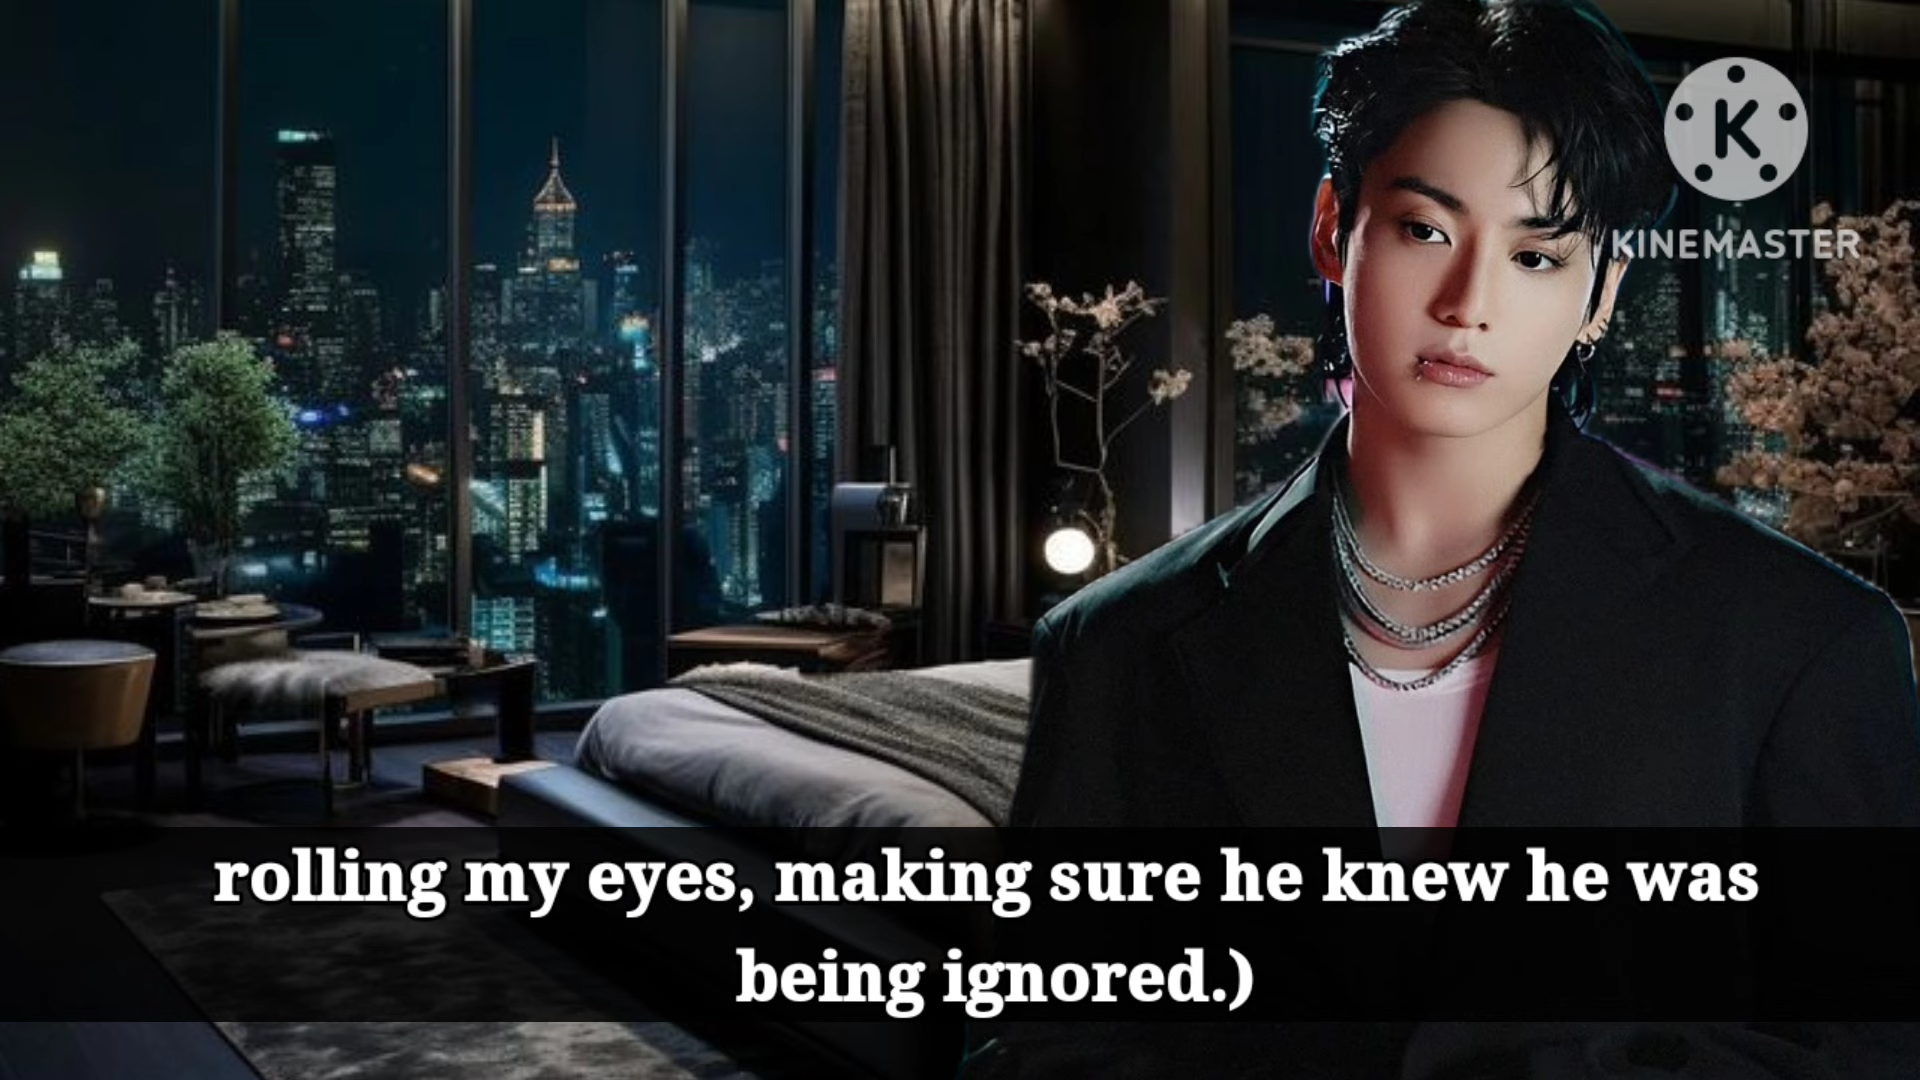 K
KINEMASTER
rolling my eyes, making sure he knew he was
being ignored.)